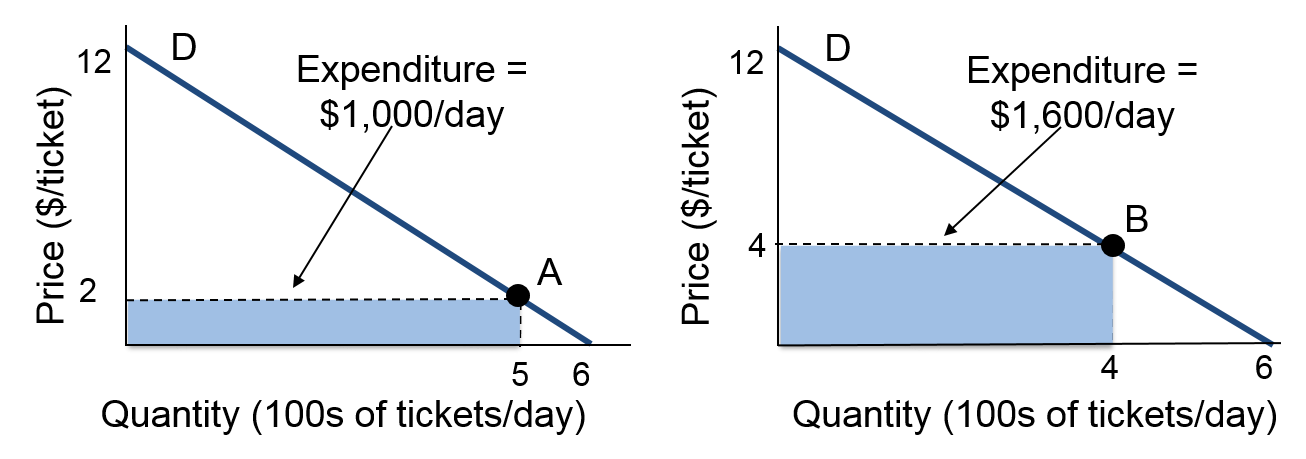 12
D
Expenditure =
$1,000/day
Price ($/ticket)
2
A
5
6
Quantity (100s of tickets/day)
12
D
Expenditure =
$1,600/day
Price ($/ticket)
4
B
4
6
Quantity (100s of tickets/day)